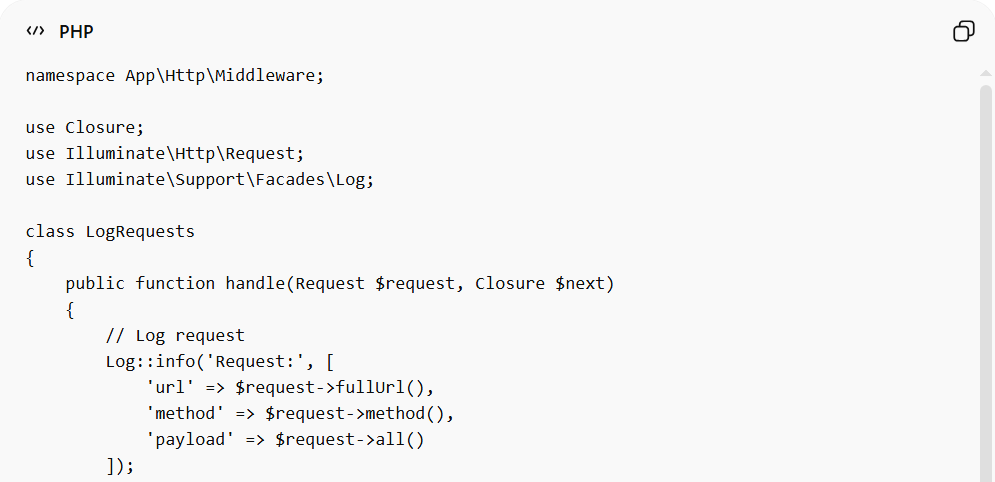 </> PHP
namespace App\Http\Middleware;
use Closure;
use Illuminate\Http\Request;
use Illuminate\Support\Facades\Log;
class LogRequests
{
    public function handle(Request $request, Closure $next)
    {
        // Log request
        Log::info('Request:', [
            'url' => $request->fullUrl(),
            'method' => $request->method(),
            'payload' => $request->all()
        ]);